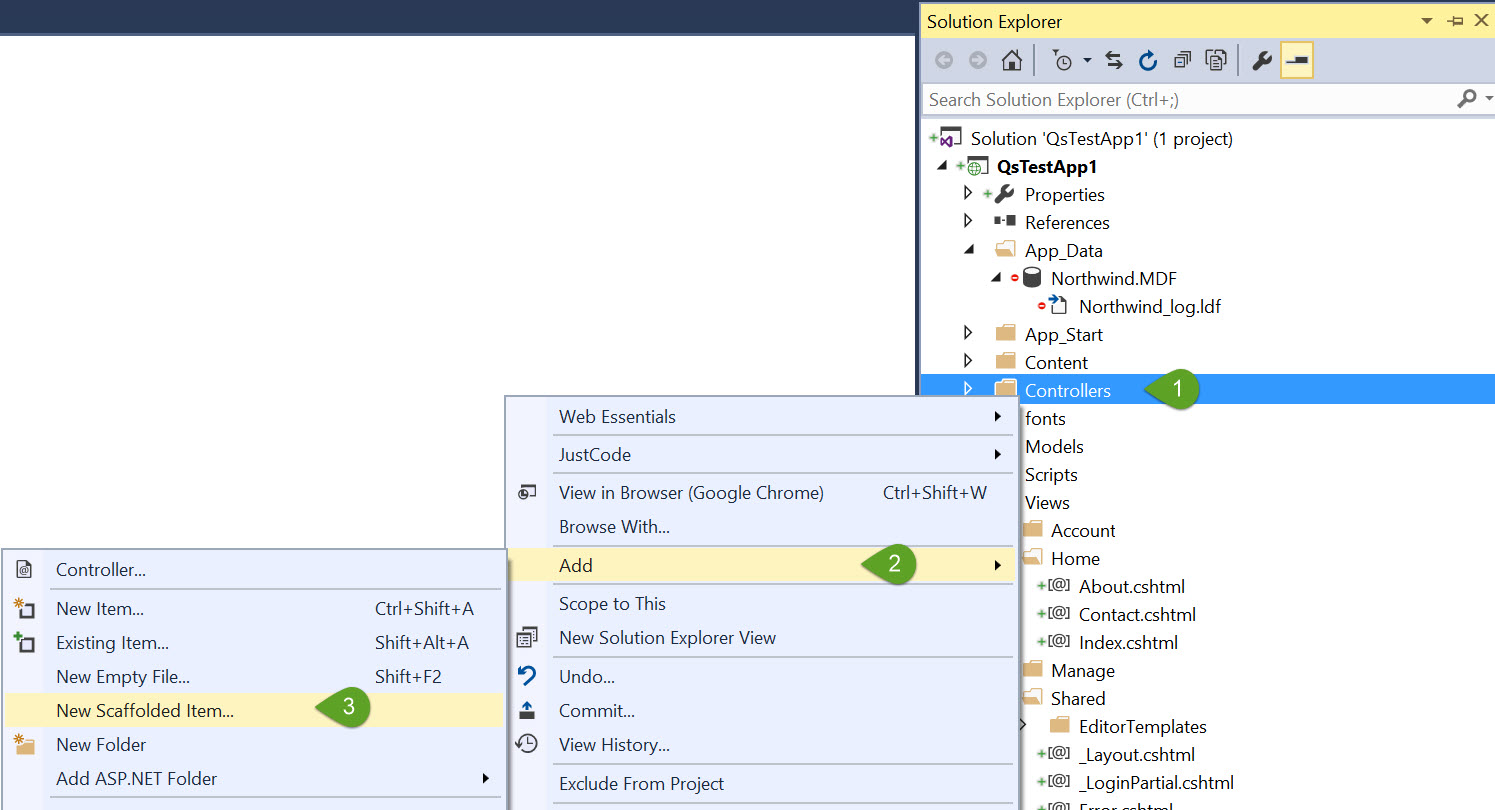 Solution Explorer
Search Solution Explorer (Ctrl+;)
Solution 'QsTestApp1' (1 project)
QsTestApp1
Properties
References
App_Data
Northwind.MDF
Northwind_log.ldf
App_Start
Content
Controllers 1
fonts
Models
Scripts
Views
Account
Home
About.cshtml
Contact.cshtml
Index.cshtml
Manage
Shared
EditorTemplates
_Layout.cshtml
_LoginPartial.cshtml
Error.cshtml
Web Essentials
JustCode
View in Browser (Google Chrome) Ctrl+Shift+W
Browse With...
Add 2
Scope to This
New Solution Explorer View
Undo...
Commit...
View History...
Exclude From Project
Controller...
New Item... Ctrl+Shift+A
Existing Item... Shift+Alt+A
New Empty File... Shift+F2
New Scaffolded Item... 3
New Folder
Add ASP.NET Folder